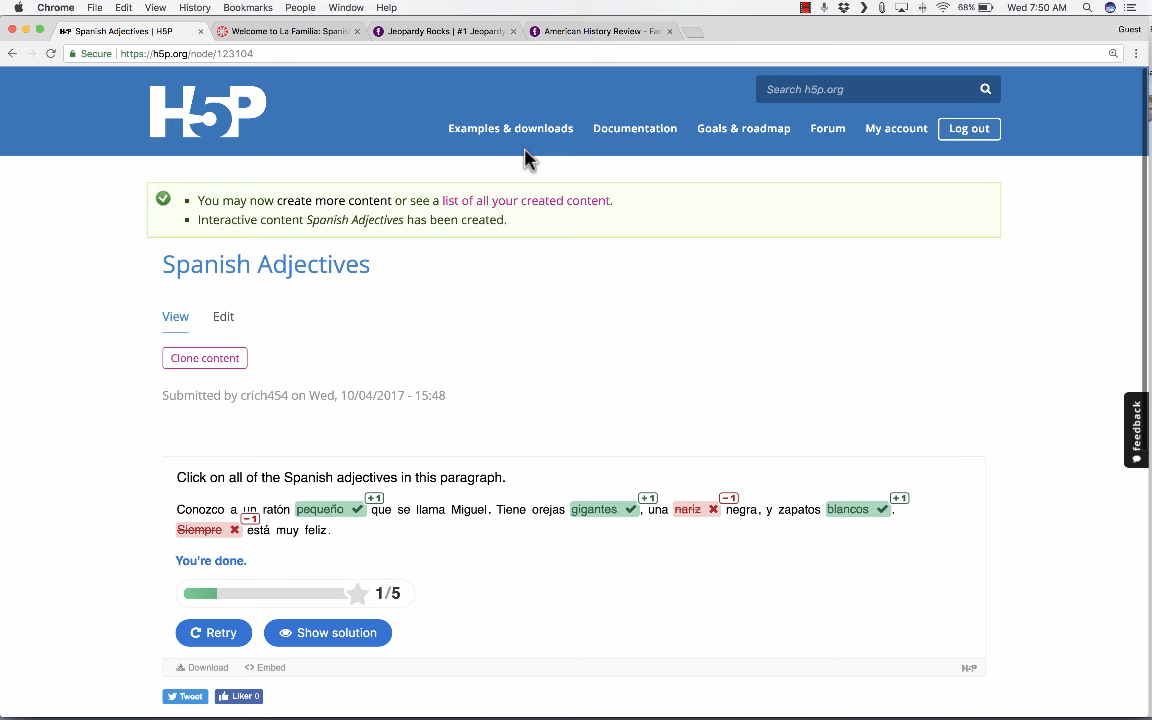 Chrome File Edit View History Bookmarks People Window Help 68% Wed 7:50 AM
H5P Spanish Adjectives | H5P × Welcome to La Familia: Spanish × Jeopardy Rocks | #1 Jeopardy × American History Review - Fac × Guest
Secure https://h5p.org/node/123104
H5P
Search h5p.org
Examples & downloads Documentation Goals & roadmap Forum My account Log out
You may now create more content or see a list of all your created content.
Interactive content Spanish Adjectives has been created.
Spanish Adjectives
View Edit
Clone content
Submitted by crich454 on Wed, 10/04/2017 - 15:48
feedback
Click on all of the Spanish adjectives in this paragraph.
Conozco a un ratón pequeño +1 que se llama Miguel. Tiene orejas gigantes +1, una nariz −1 negra, y zapatos blancos +1.
Siempre −1 está muy feliz.
You're done.
1/5
Retry Show solution
Download <> Embed H5P
Tweet Liker 0